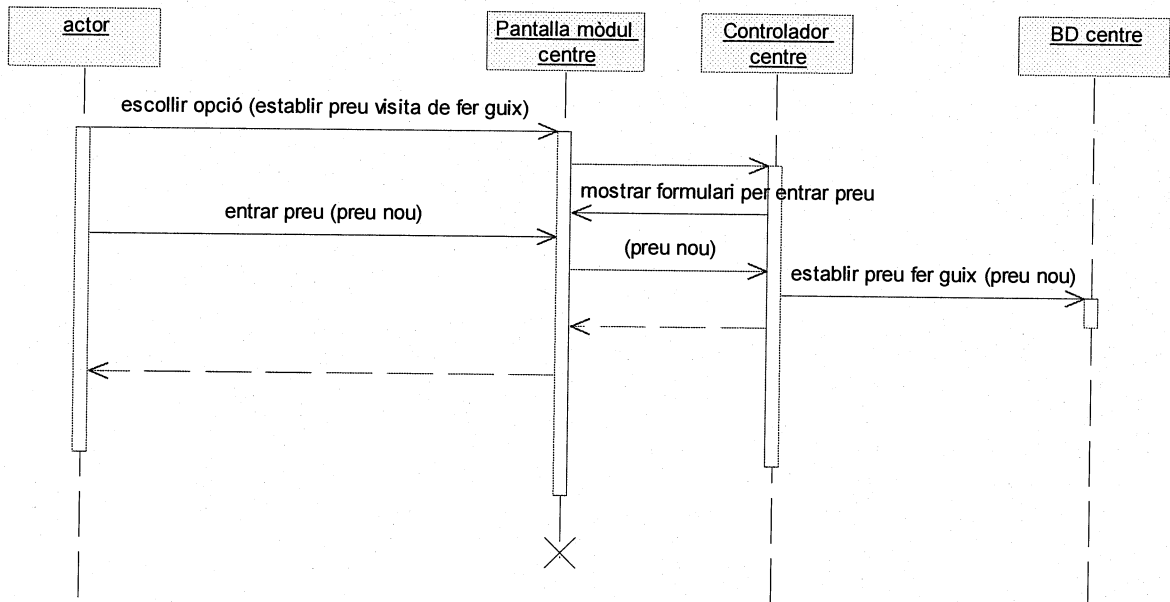 actor
Pantalla mòdul
centre
Controlador
centre
BD centre
escollir opció (establir preu visita de fer guix)
mostrar formulari per entrar preu
entrar preu (preu nou)
(preu nou)
establir preu fer guix (preu nou)